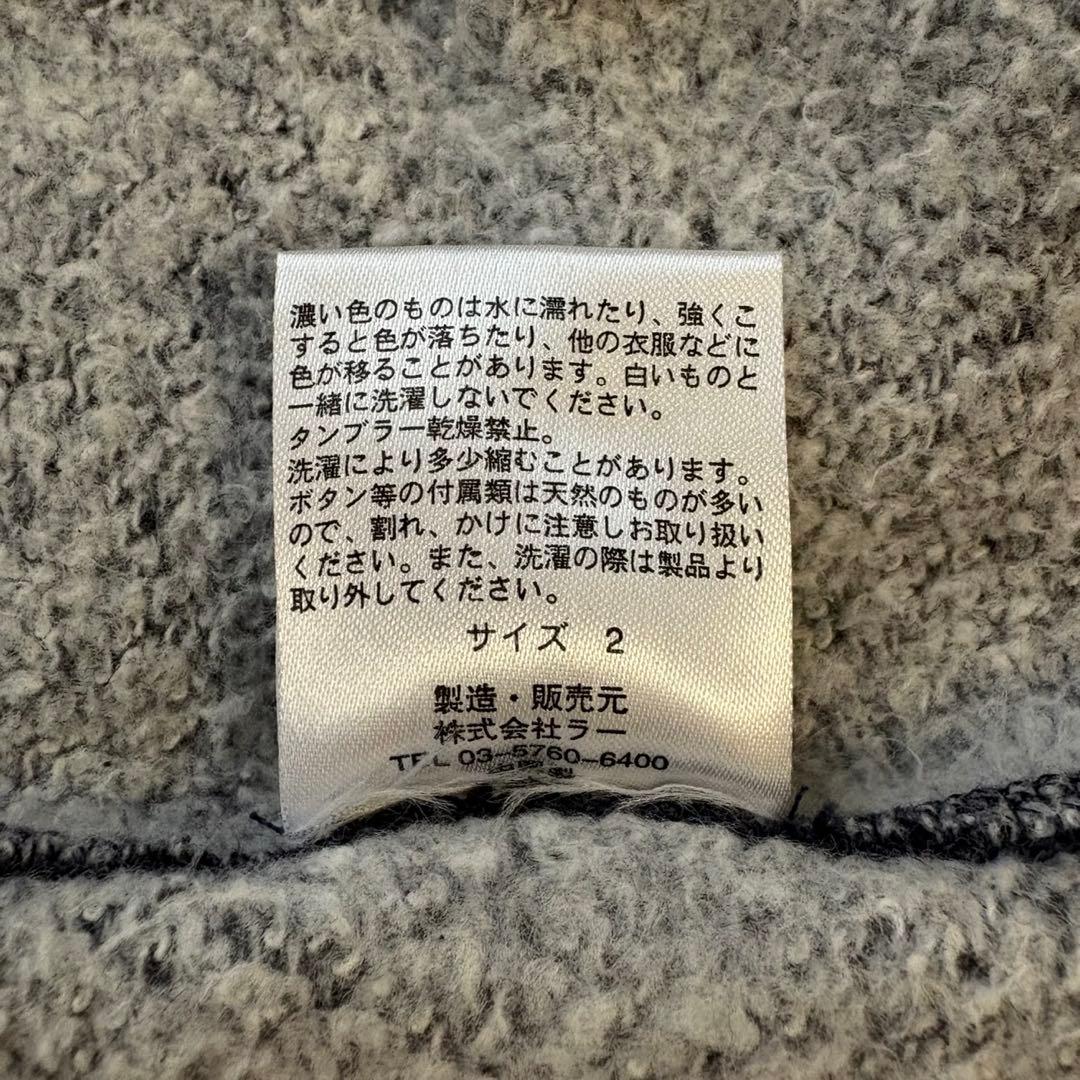 濃い色のものは水に濡れたり、強くこ
すると色が落ちたり、他の衣服などに
色が移ることがあります。白いものと
一緒に洗濯しないでください。
タンブラー乾燥禁止。
洗濯により多少縮むことがあります。
ボタン等の付属類は天然のものが多い
ので、割れ、かけに注意しお取り扱い
ください。また、洗濯の際は製品より
取り外してください。
サイズ 2
製造・販売元
株式会社ラー
TEL 03-5760-6400